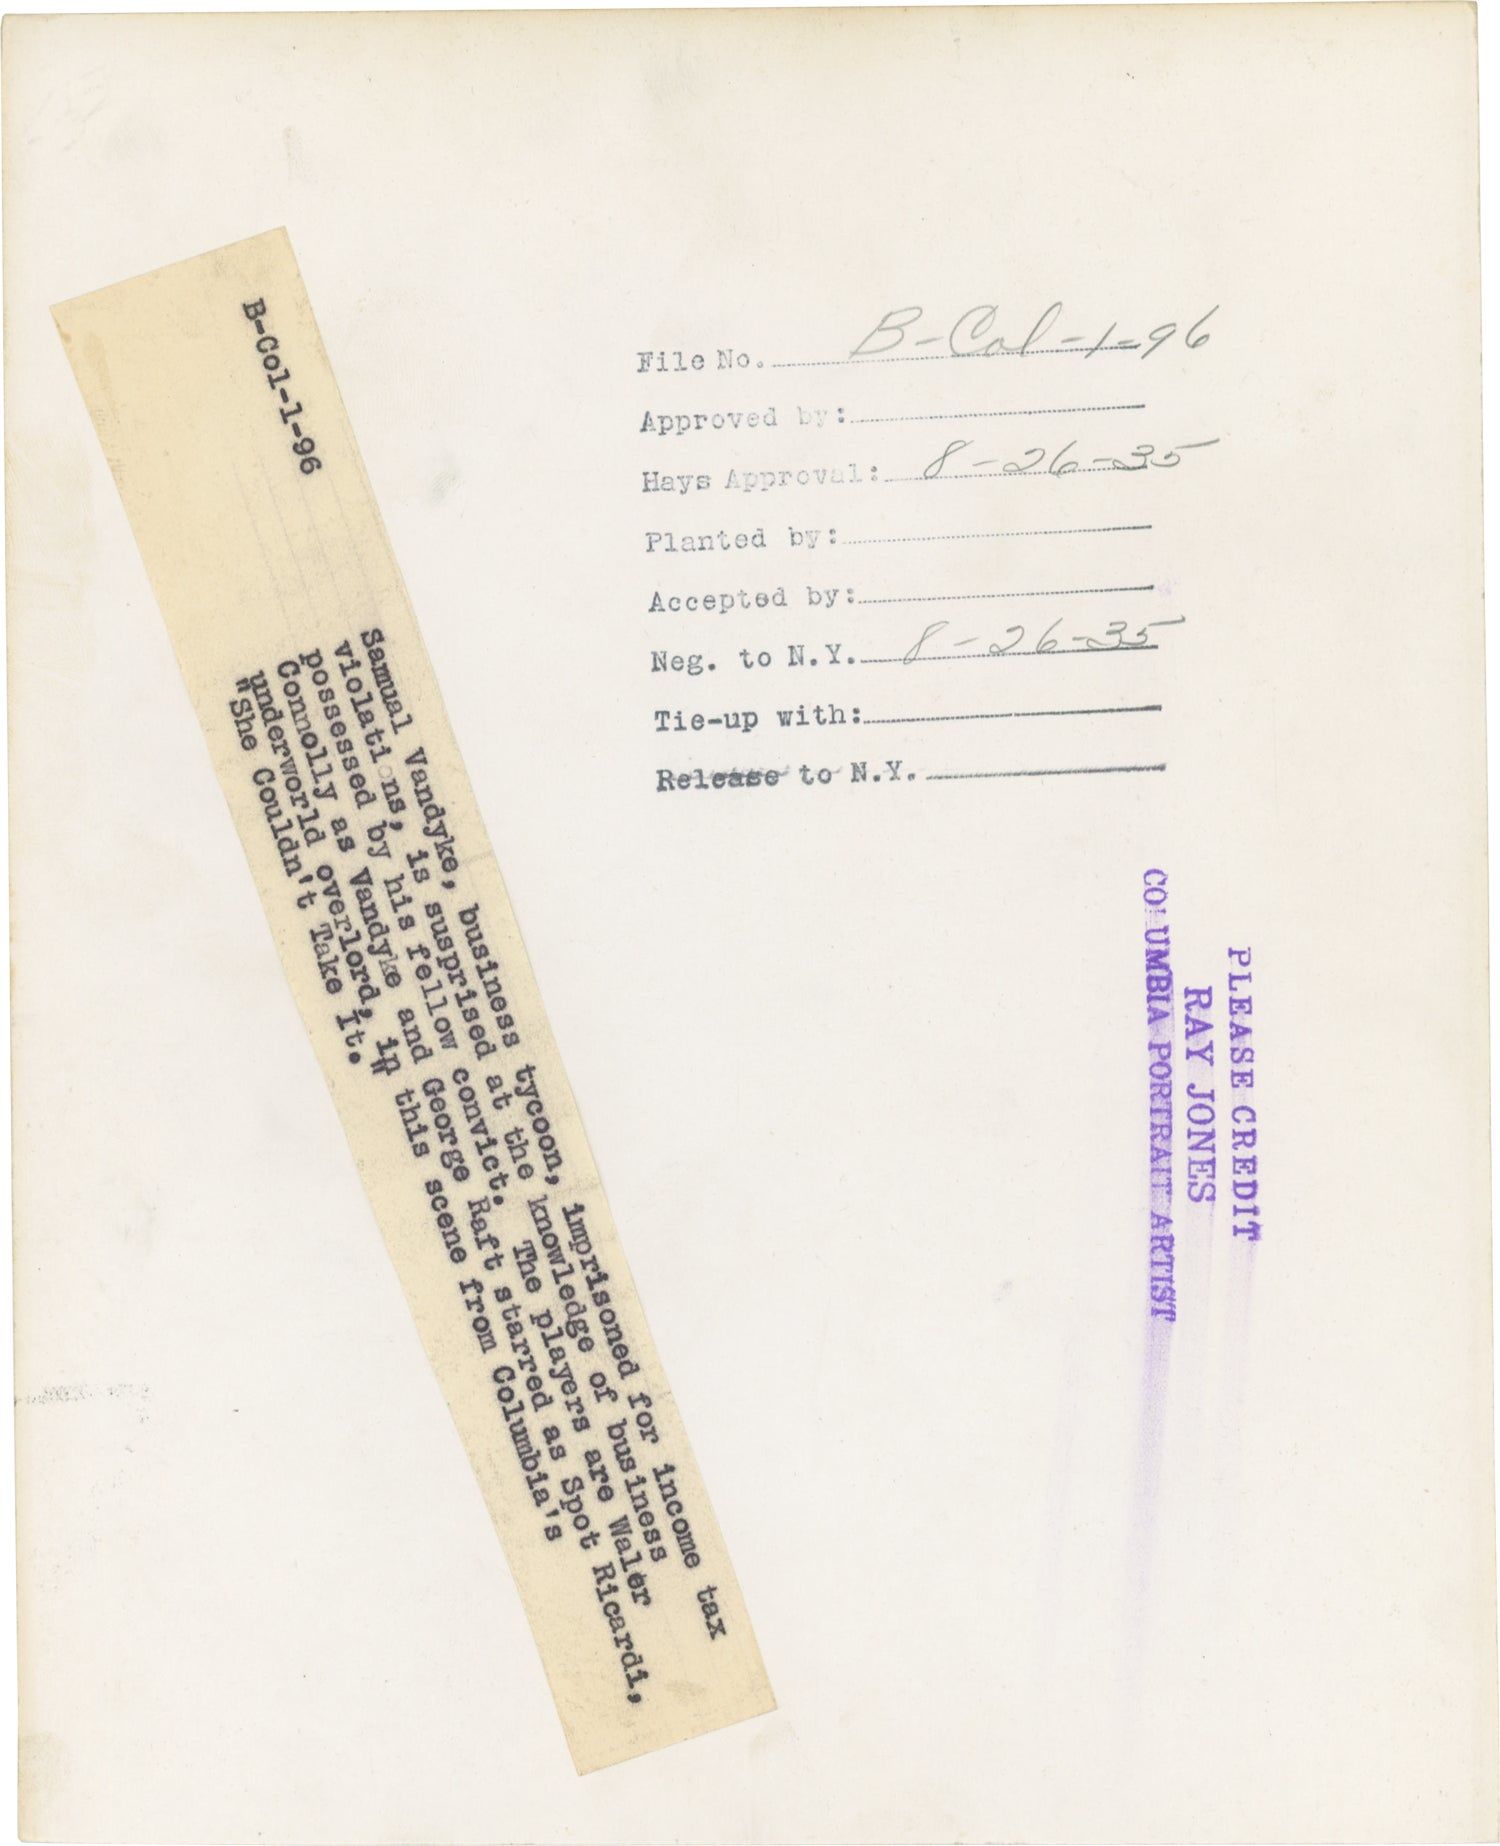 File No. B-Col-1-96
Approved by:
Hays Approval: 8-26-35
Planted by:
Accepted by:
Neg. to N.Y. 8-26-35
Tie-up with:
Release to N.Y.
B-Col-1-96
Samual Vandyke, business tycoon, imprisoned for income tax
violations, is susprised at the knowledge of business
possessed by his fellow convict. The players are Waler
Connolly as Vandyke and George Raft starred as Spot Ricardi,
underworld overlord, in this scene from Columbia's
"She Couldn't Take It."
PLEASE CREDIT
RAY JONES
COLUMBIA PORTRAIT ARTIST